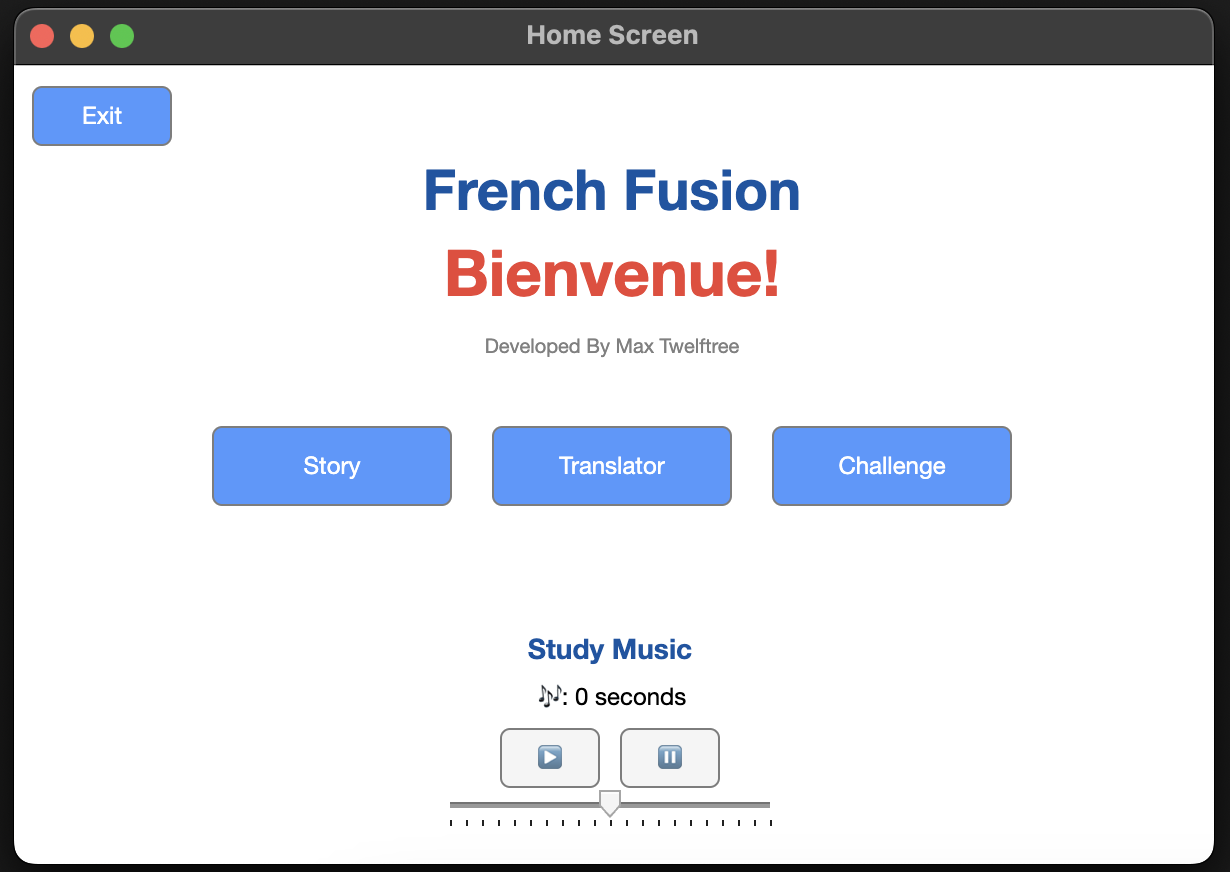 Home Screen
Exit
French Fusion
Bienvenue!
Developed By Max Twelftree
Story Translator Challenge
Study Music
🎶: 0 seconds